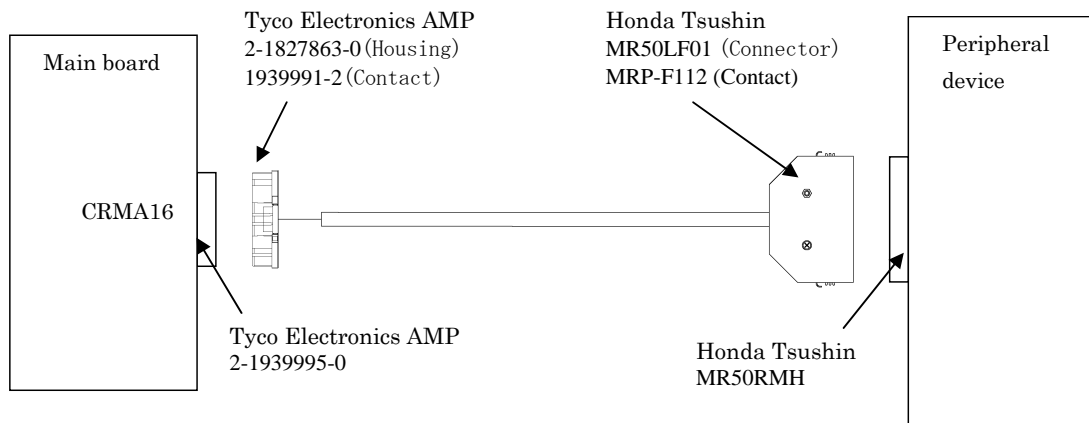 Tyco Electronics AMP
2-1827863-0(Housing)
1939991-2(Contact)
Honda Tsushin
MR50LF01 (Connector)
MRP-F112 (Contact)
Main board
Peripheral
device
CRMA16
Tyco Electronics AMP
2-1939995-0
Honda Tsushin
MR50RMH